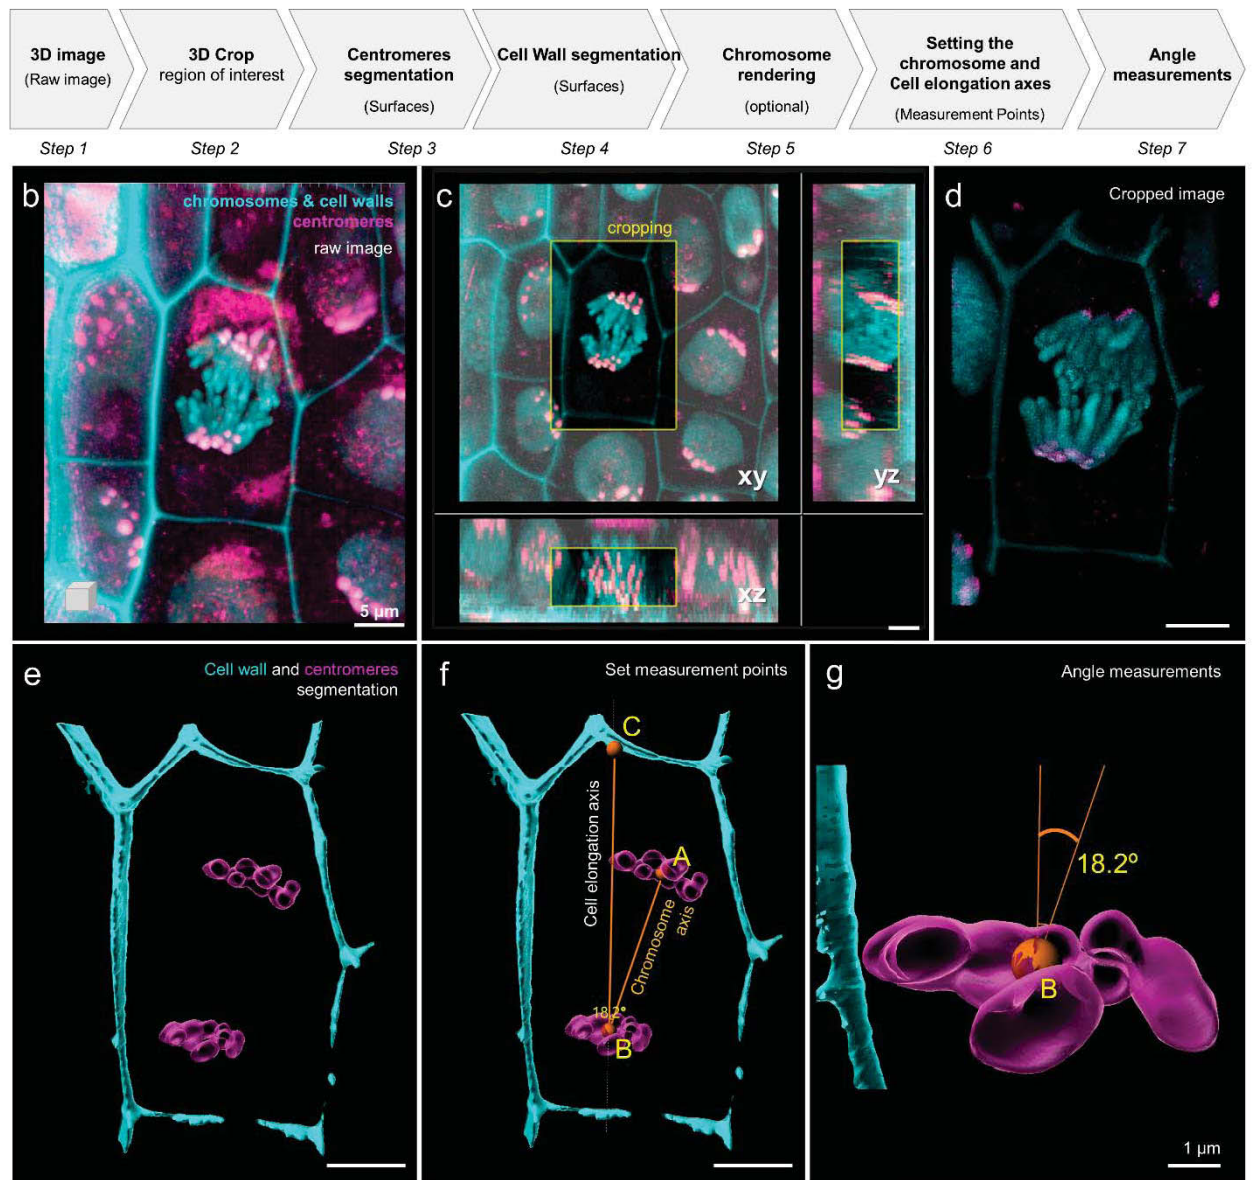 3D image
(Raw image)
3D Crop
region of interest
Centromeres
segmentation
(Surfaces)
Cell Wall segmentation
(Surfaces)
Chromosome
rendering
(optional)
Setting the
chromosome and
Cell elongation axes
(Measurement Points)
Angle
measurements
Step 1
Step 2
Step 3
Step 4
Step 5
Step 6
Step 7
b
chromosomes & cell walls
centromeres
raw image
5 µm
c
cropping
xy
yz
xz
d
Cropped image
e
Cell wall and centromeres
segmentation
f
Set measurement points
C
Cell elongation axis
A
Chromosome
axis
18.2º
B
g
Angle measurements
18.2º
B
1 µm